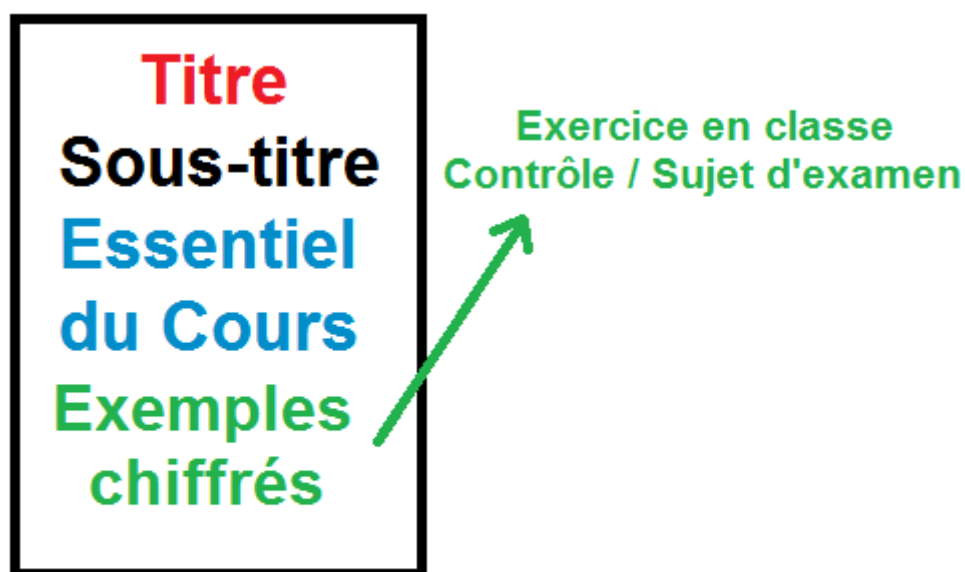 Titre
Sous-titre
Essentiel
du Cours
Exemples
chiffrés
Exercice en classe
Contrôle / Sujet d'examen